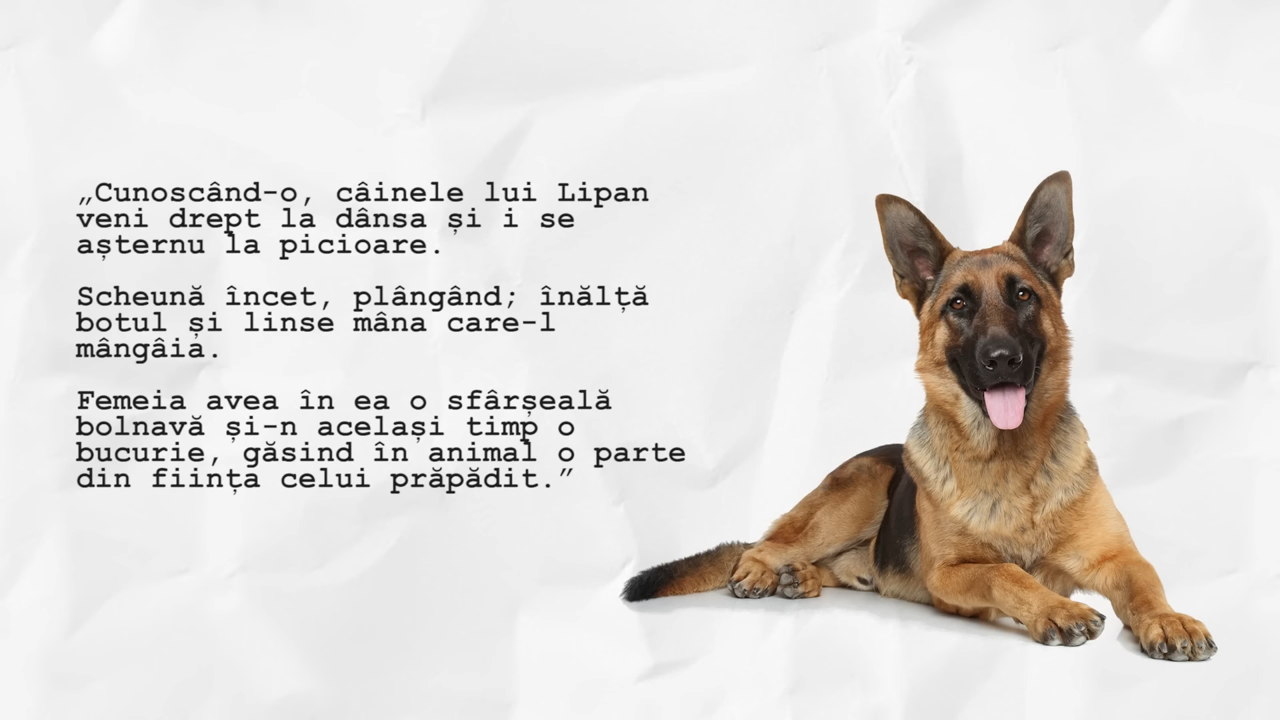 „Cunoscând-o, câinele lui Lipan
veni drept la dânsa și i se
așternu la picioare.
Scheună încet, plângând; înălță
botul și linse mâna care-l
mângâia.
Femeia avea în ea o sfârșeală
bolnavă și-n același timp o
bucurie, găsind în animal o parte
din ființa celui prăpădit.”